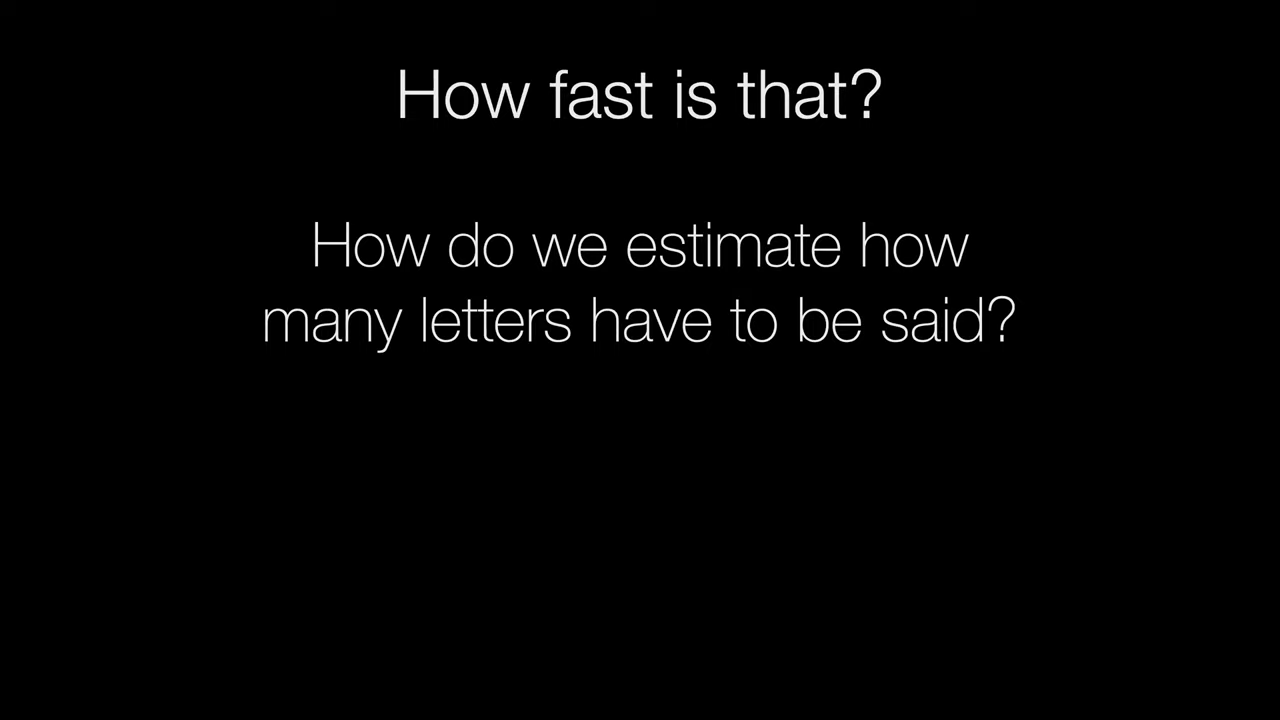 How fast is that?
How do we estimate how
many letters have to be said?